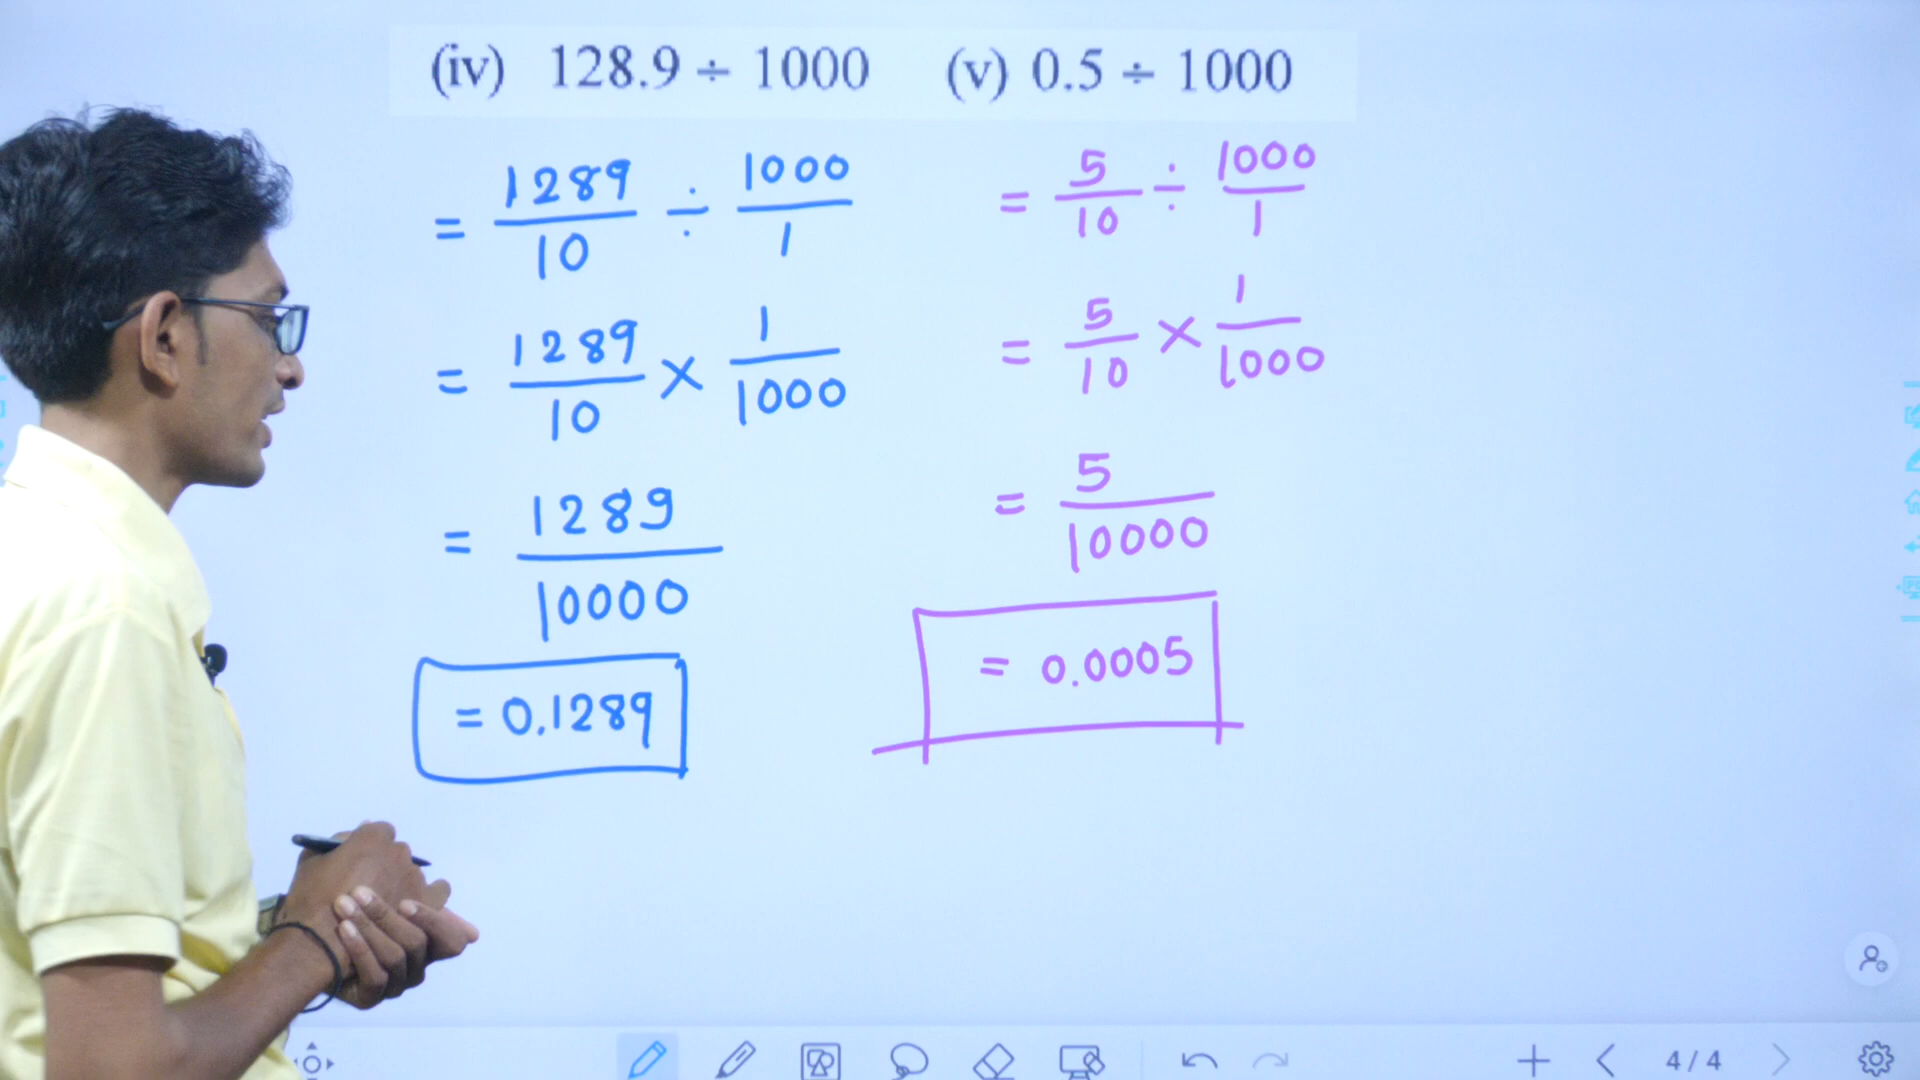 (iv) 128.9 ÷ 1000 (v) 0.5 ÷ 1000
= 1289/10 ÷ 1000/1
= 1289/10 × 1/1000
= 1289/10000
= 0.1289
= 5/10 ÷ 1000/1
= 5/10 × 1/1000
= 5/10000
= 0.0005
4/4